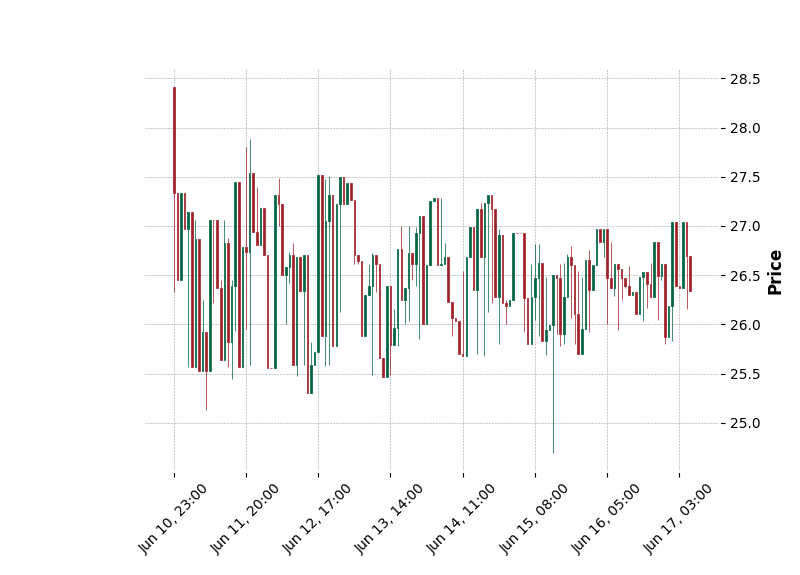 28.5
28.0
27.5
27.0
26.5
26.0
25.5
25.0
Price
Jun 10, 23:00
Jun 11, 20:00
Jun 12, 17:00
Jun 13, 14:00
Jun 14, 11:00
Jun 15, 08:00
Jun 16, 05:00
Jun 17, 03:00